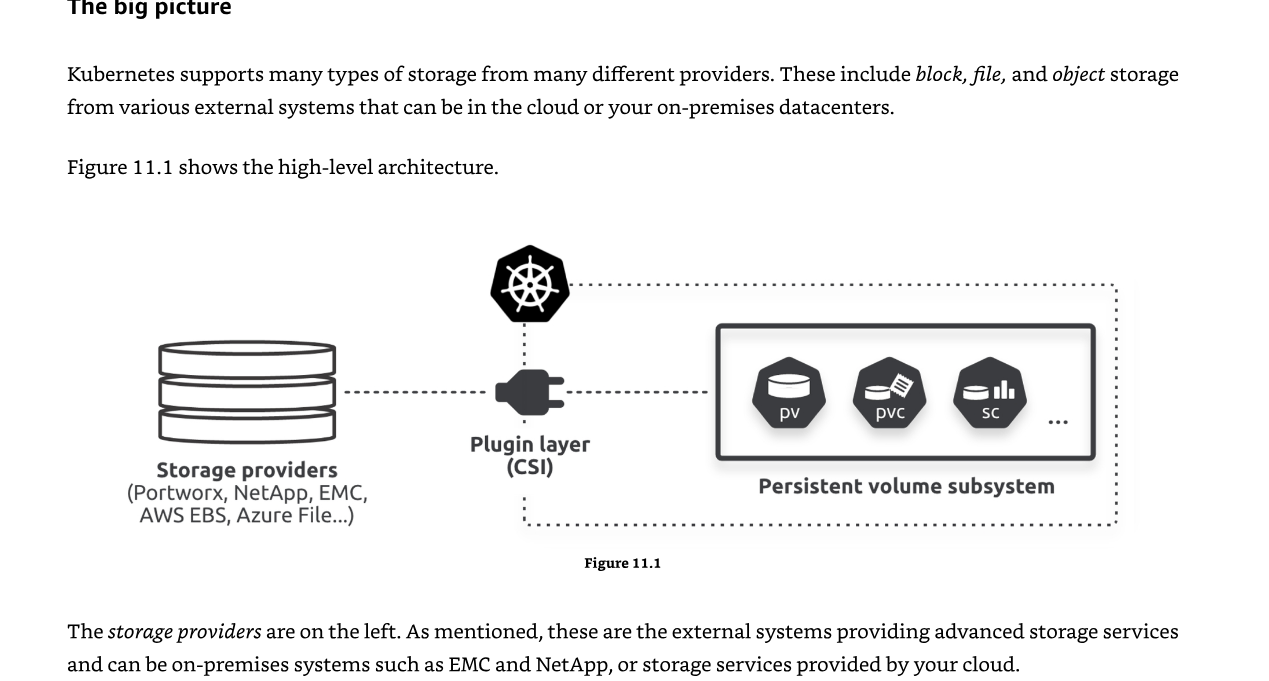 The big picture
Kubernetes supports many types of storage from many different providers. These include block, file, and object storage
from various external systems that can be in the cloud or your on-premises datacenters.
Figure 11.1 shows the high-level architecture.
pv
pvc
sc
...
Plugin layer
(CSI)
Storage providers
(Portworx, NetApp, EMC,
AWS EBS, Azure File...)
Persistent volume subsystem
Figure 11.1
The storage providers are on the left. As mentioned, these are the external systems providing advanced storage services
and can be on-premises systems such as EMC and NetApp, or storage services provided by your cloud.